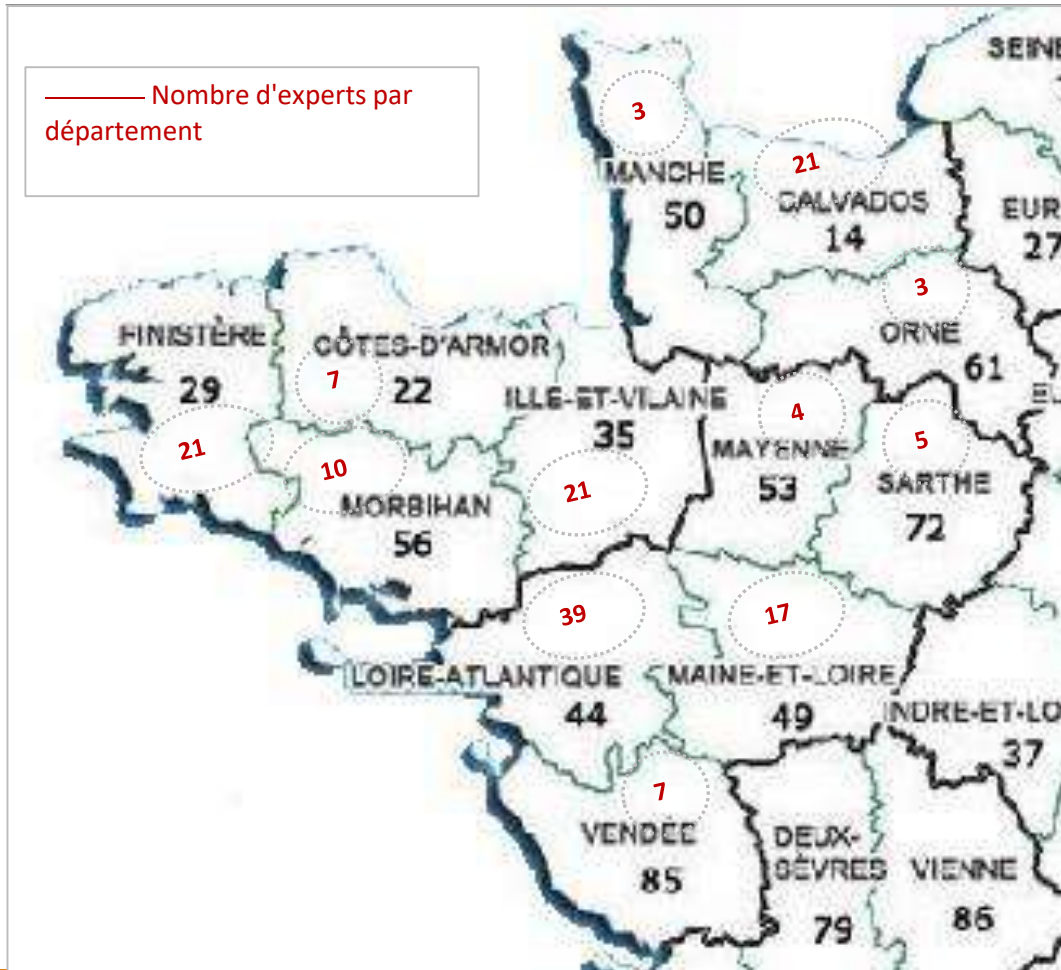 Nombre d'experts par
département
SEINE
3
MANCHE
50
21
CALVADOS
14
EUR
27
3
ORNE
61
FINISTÈRE
29
21
CÔTES-D'ARMOR
7
22
ILLE-ET-VILAINE
35
21
4
MAYENNE
53
5
SARTHE
72
10
MORBIHAN
56
39
LOIRE-ATLANTIQUE
44
17
MAINE-ET-LOIRE
49
INDRE-ET-LO
37
7
VENDÉE
85
DEUX-
SÈVRES
79
VIENNE
86